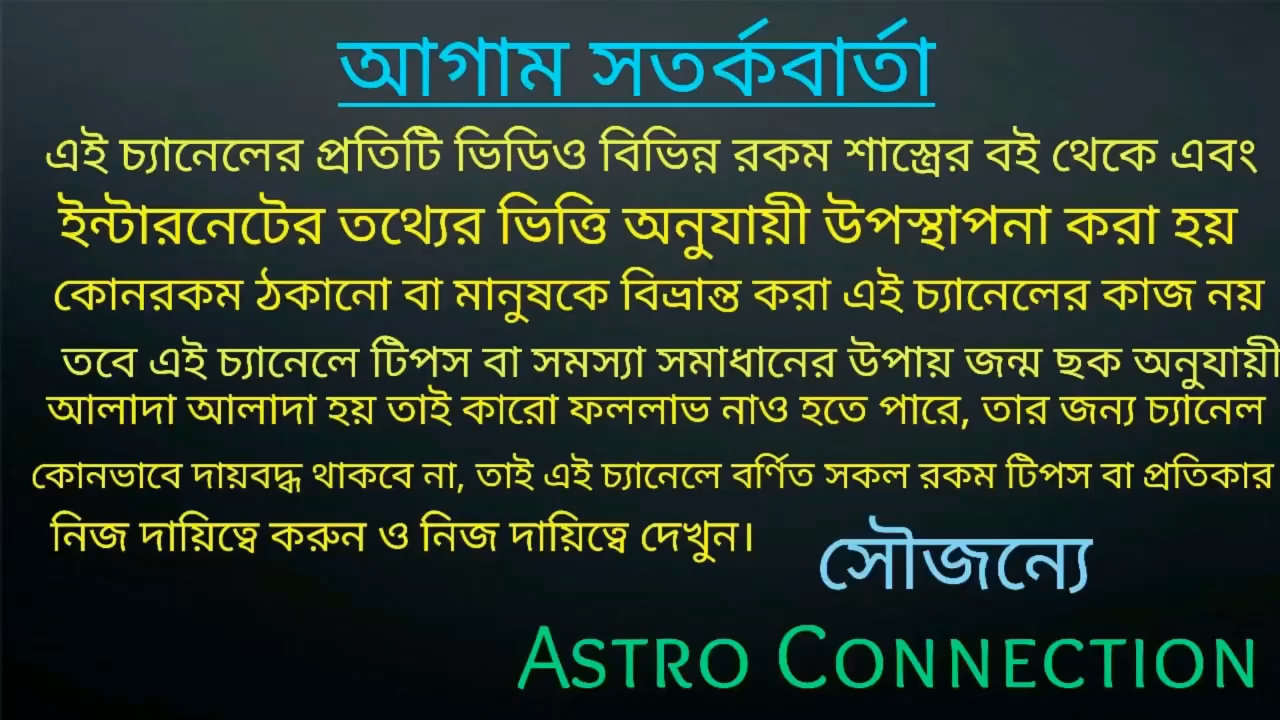 আগাম সতর্কবার্তা
এই চ্যানেলের প্রতিটি ভিডিও বিভিন্ন রকম শাস্ত্রের বই থেকে এবং
ইন্টারনেটের তথ্যের ভিত্তি অনুযায়ী উপস্থাপনা করা হয়
কোনরকম ঠকানো বা মানুষকে বিভ্রান্ত করা এই চ্যানেলের কাজ নয়
তবে এই চ্যানেলে টিপস বা সমস্যা সমাধানের উপায় জন্ম ছক অনুযায়ী
আলাদা আলাদা হয় তাই কারো ফললাভ নাও হতে পারে, তার জন্য চ্যানেল
কোনভাবে দায়বদ্ধ থাকবে না, তাই এই চ্যানেলে বর্ণিত সকল রকম টিপস বা প্রতিকার
নিজ দায়িত্বে করুন ও নিজ দায়িত্বে দেখুন।
সৌজন্যে
ASTRO CONNECTION